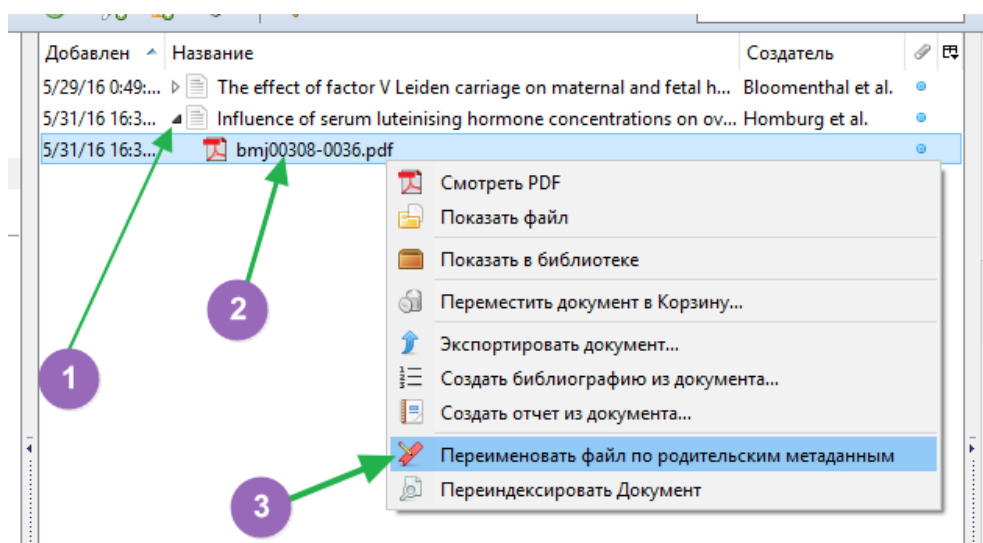 Добавлен Название Создатель
5/29/16 0:49:... The effect of factor V Leiden carriage on maternal and fetal h... Bloomenthal et al.
5/31/16 16:3... Influence of serum luteinising hormone concentrations on ov... Homburg et al.
5/31/16 16:3... bmj00308-0036.pdf
Смотреть PDF
Показать файл
Показать в библиотеке
2
Переместить документ в Корзину...
Экспортировать документ...
1
Создать библиографию из документа...
Создать отчет из документа...
Переименовать файл по родительским метаданным
3
Переиндексировать Документ